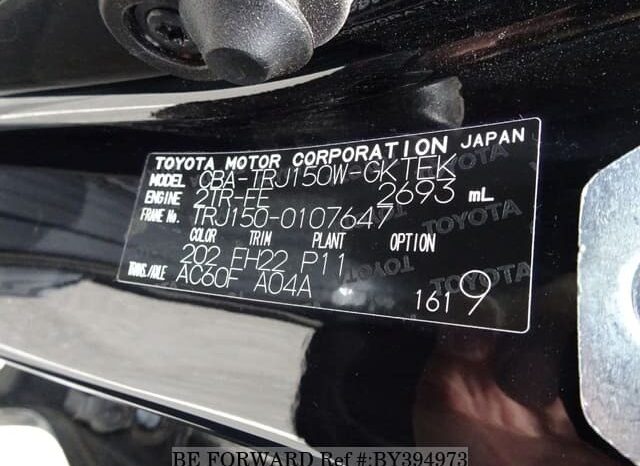 TOYOTA MOTOR CORPORATION JAPAN
MODEL CBA-TRJ150W-GKTEK
ENGINE 2TR-FE 2693 mL
FRAME No. TRJ150-0107647
COLOR TRIM PLANT OPTION
202 FH22 P11
TRANS./AXLE AC60F A04A
1619
BE FORWARD Ref #:BY394973